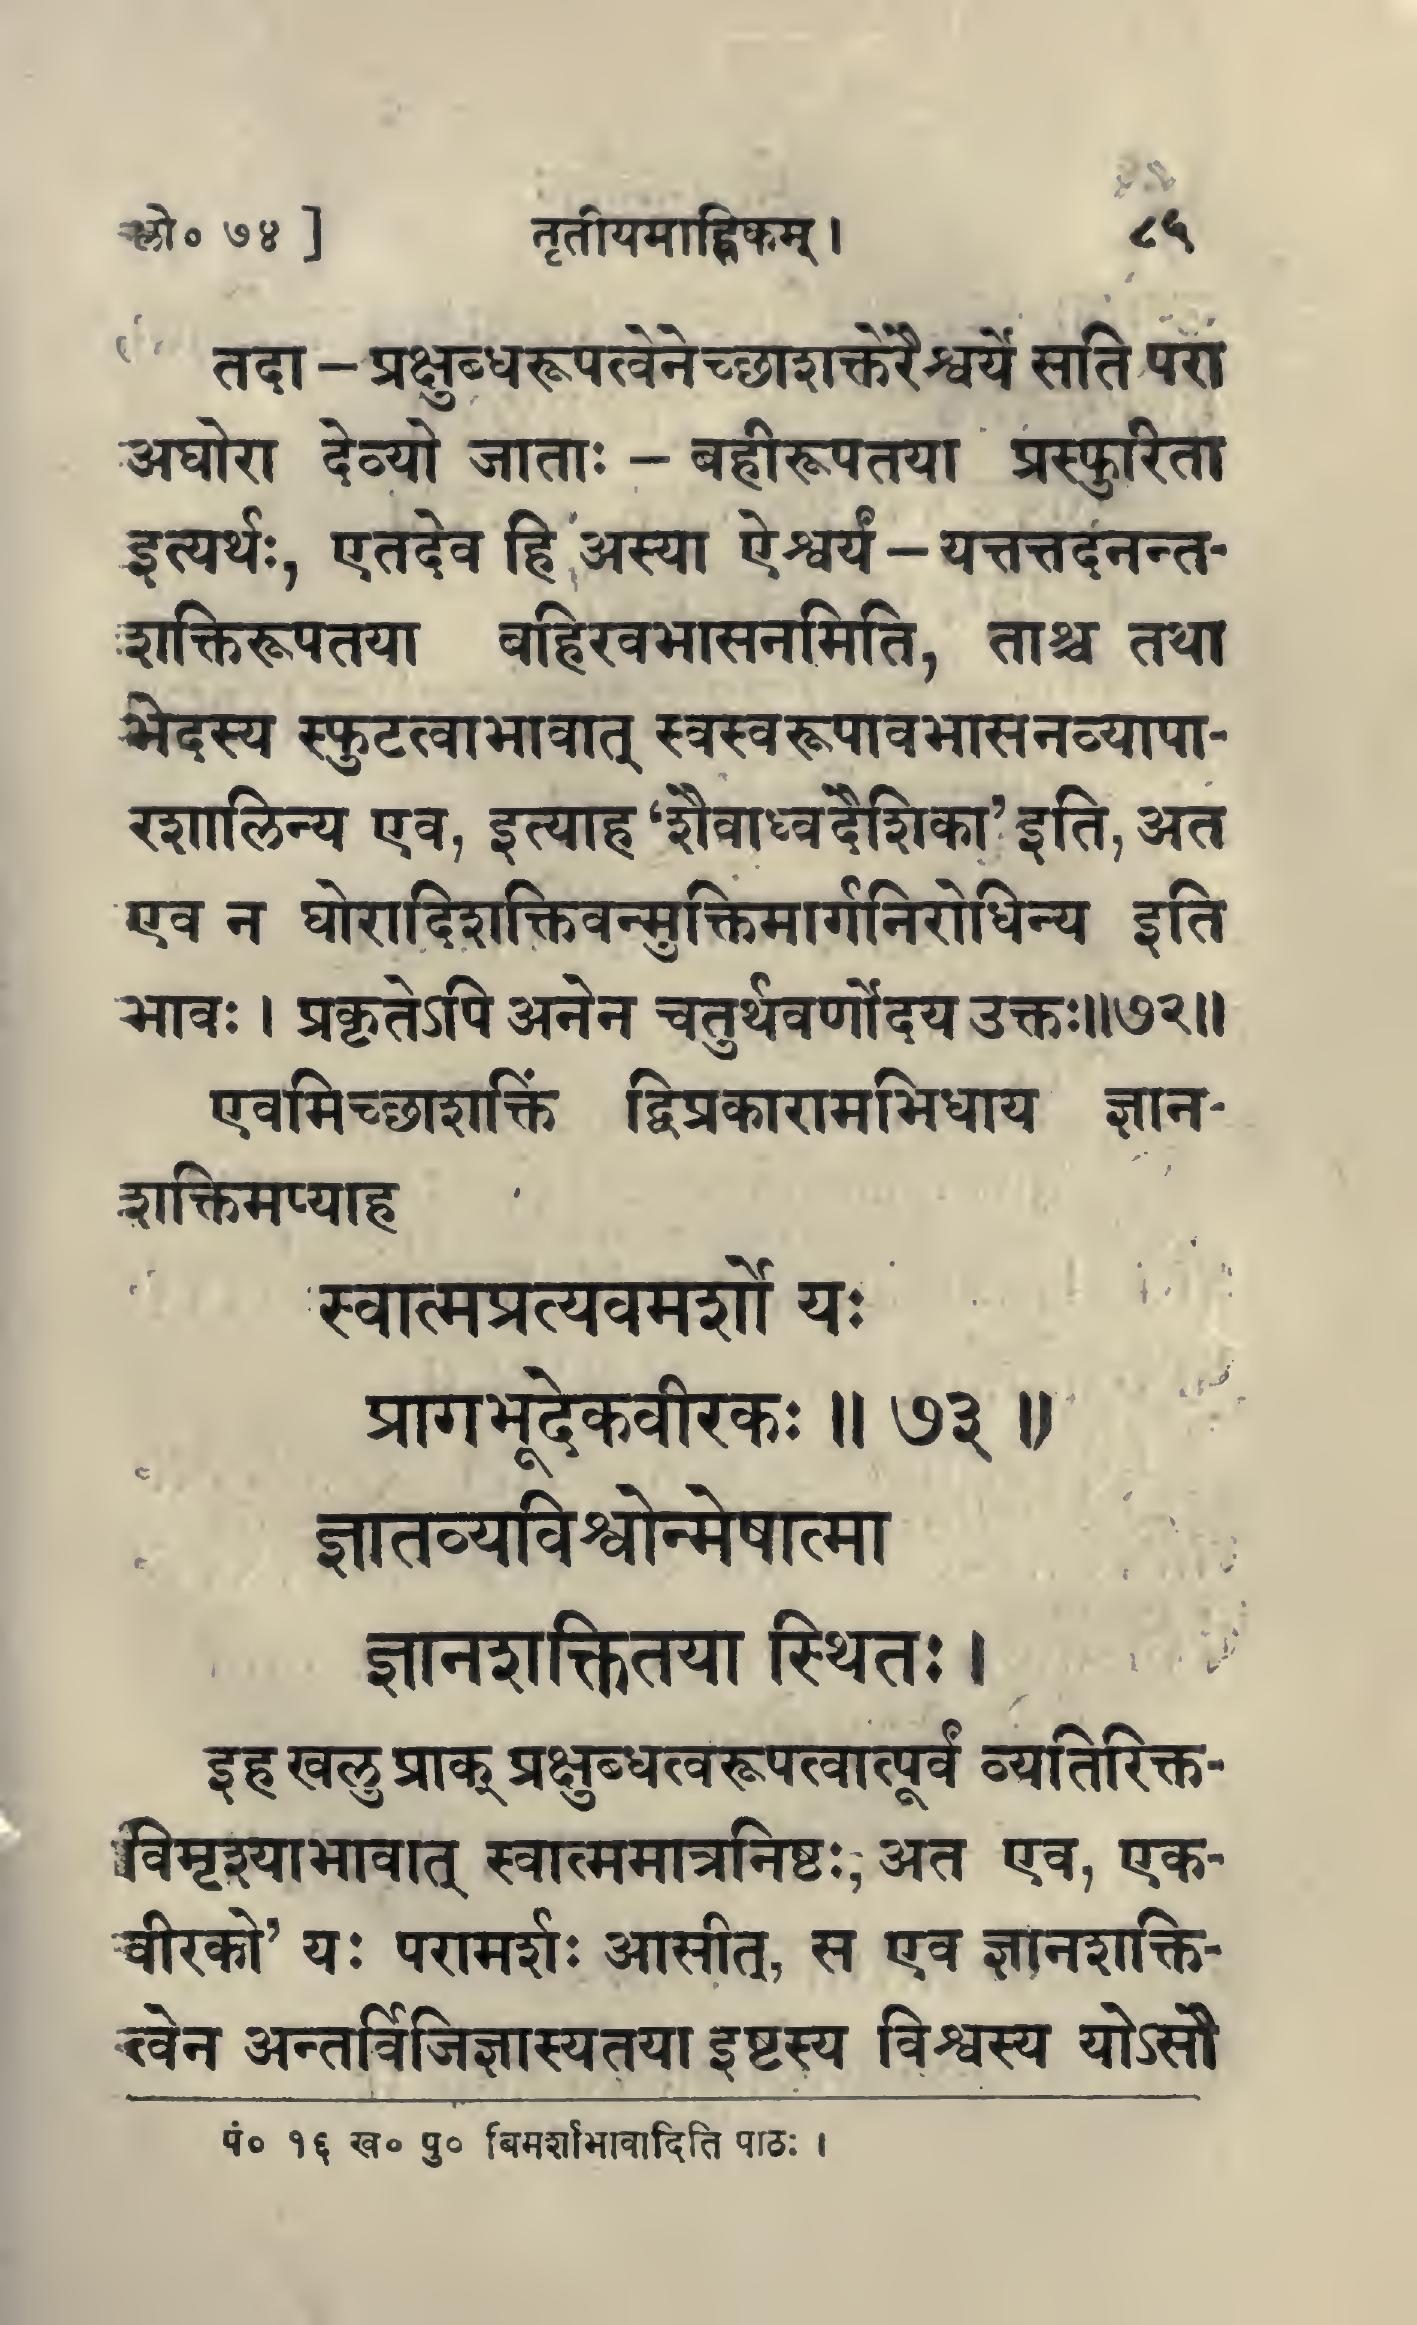 श्लो० ७४ ] तृतीयमाह्निकम् । ८५
तदा – प्रक्षुब्धरूपत्वेनेच्छाशक्तेरैश्वर्ये सति परा
अघोरा देव्यो जाताः – बहीरूपतया प्रस्फुरिता
इत्यर्थः, एतदेव हि अस्या ऐश्वर्यं – यत्तत्तदनन्त-
शक्तिरूपतया बहिरवभासनमिति, ताश्च तथा
भेदस्य स्फुटत्वाभावात् स्वस्वरूपावभासनव्यापा-
रशालिन्य एव, इत्याह ‘शैवाध्वदैशिका’ इति, अत
एव न घोरादिशक्तिवन्मुक्तिमार्गनिरोधिन्य इति
भावः । प्रकृतेऽपि अनेन चतुर्थवर्णोदय उक्तः॥७२॥
एवमिच्छाशक्तिं द्विप्रकारामभिधाय ज्ञान-
शक्तिमप्याह
स्वात्मप्रत्यवमर्शो यः
प्रागभूदेकवीरकः ॥ ७३ ॥
ज्ञातव्यविश्वोन्मेषात्मा
ज्ञानशक्तितया स्थितः ।
इह खलु प्राक् प्रक्षुब्धत्वरूपत्वात्पूर्वं व्यतिरिक्त-
विमृश्याभावात् स्वात्ममात्रनिष्ठः, अत एव, एक-
वीरको’ यः परामर्शः आसीत्, स एव ज्ञानशक्ति-
त्वेन अन्तर्विजिज्ञास्यतया इष्टस्य विश्वस्य योऽसौ
पं० १६ ख० पु० बिमर्शाभावादिति पाठः ।